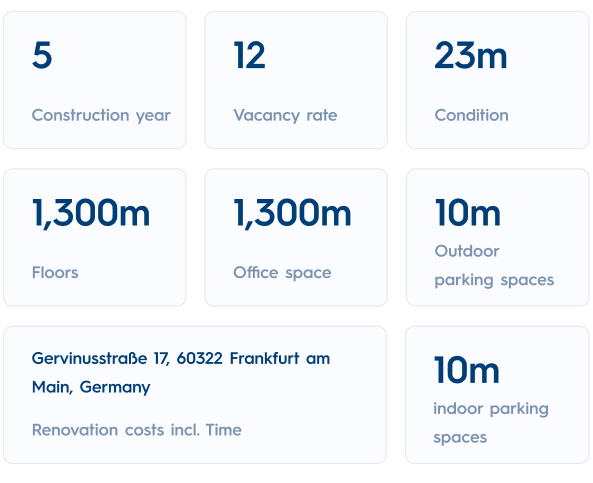 5
Construction year
12
Vacancy rate
23m
Condition
1,300m
Floors
1,300m
Office space
10m
Outdoor
parking spaces
Gervinusstraße 17, 60322 Frankfurt am
Main, Germany
Renovation costs incl. Time
10m
indoor parking
spaces